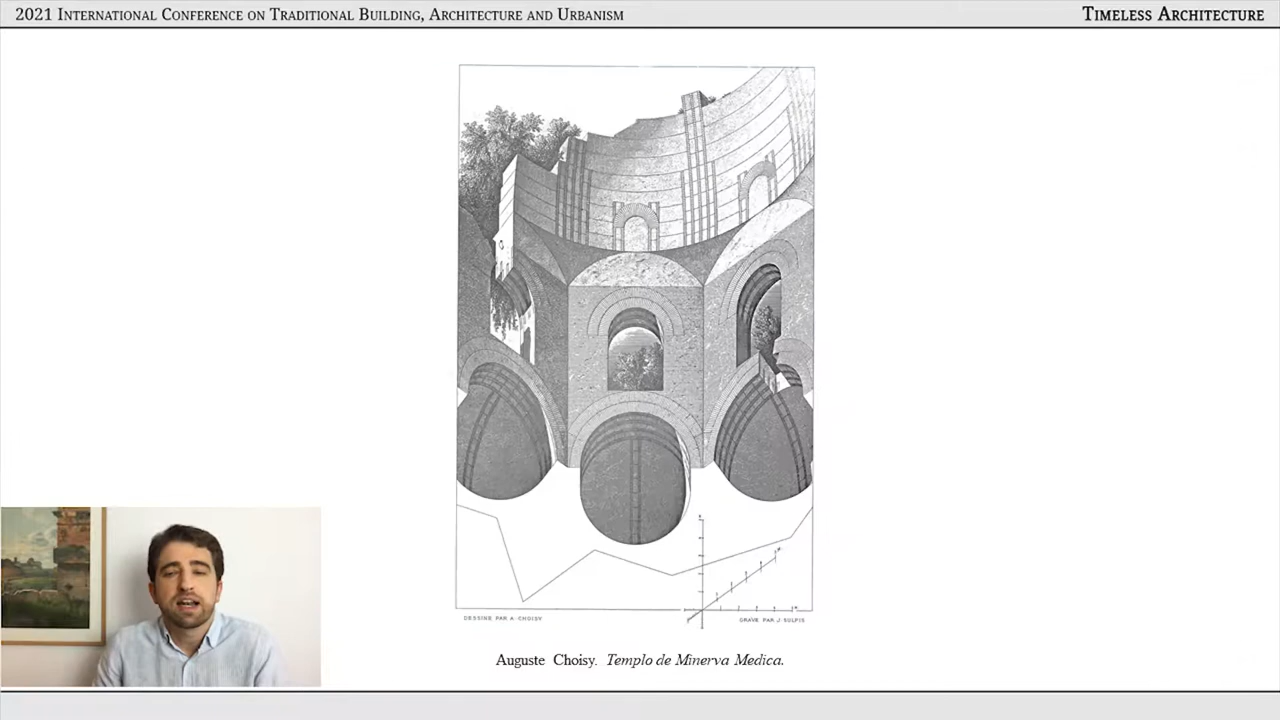 2021 International Conference on Traditional Building, Architecture and Urbanism
Timeless Architecture
DESSINE PAR A. CHOISY
GRAVE PAR J. SULPIS
Auguste Choisy. Templo de Minerva Medica.